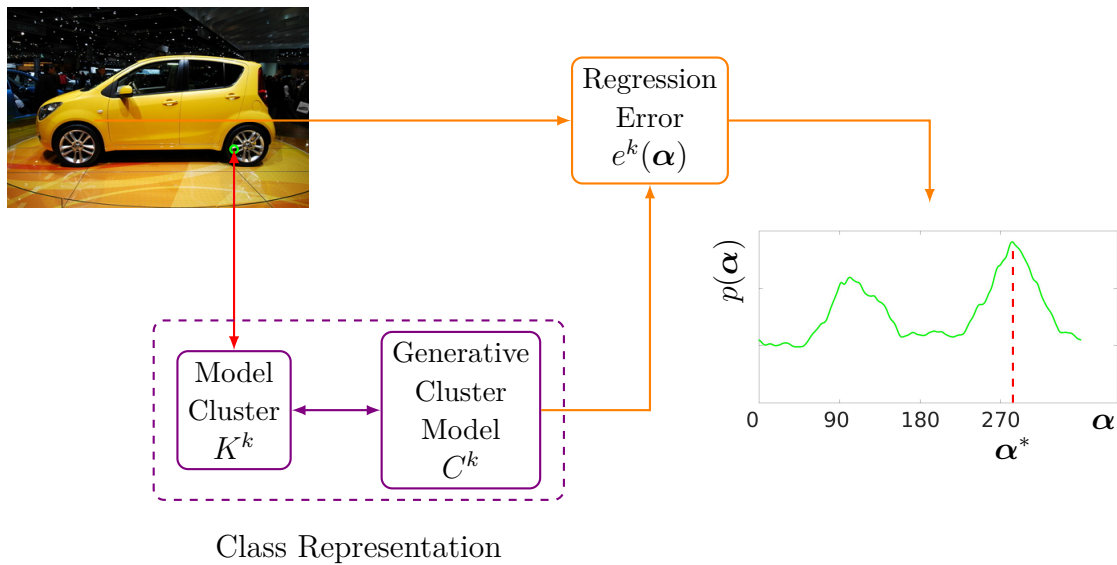 Regression
Error
e^k(α)
p(α)
0 90 180 270 α
α*
Model
Cluster
K^k
Generative
Cluster
Model
C^k
Class Representation